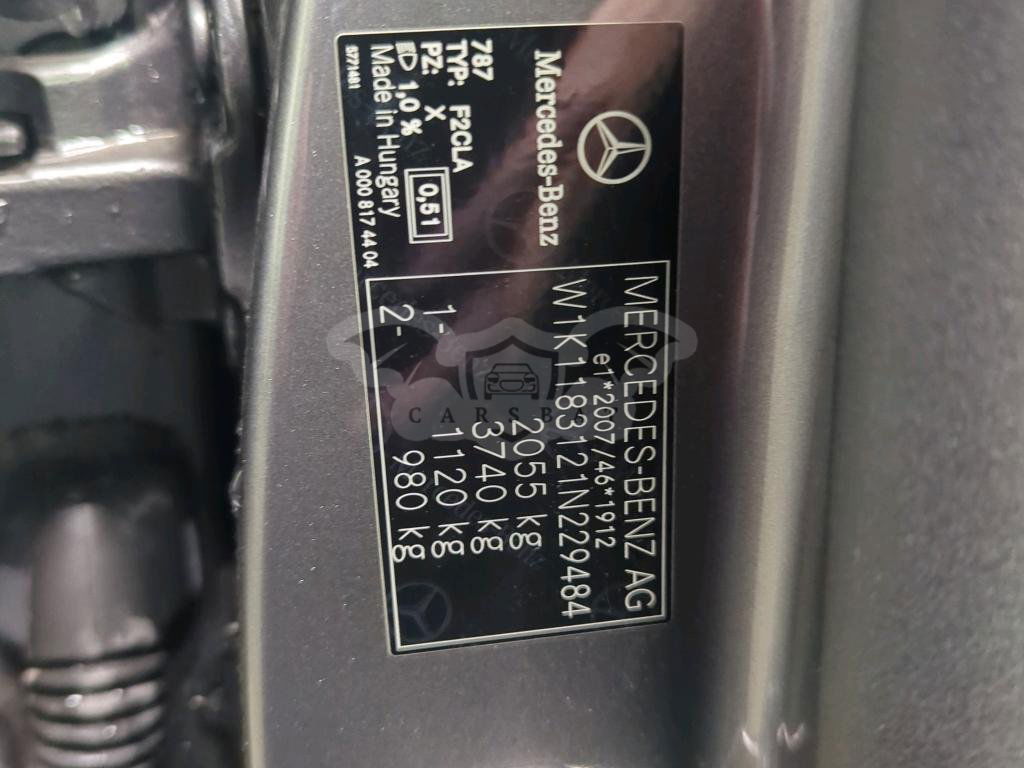 Mercedes-Benz
787
TYP: F2CLA
PZ: X
0,51
1,0 %
Made in Hungary
A 000 817 44 04
MERCEDES-BENZ AG
e1*2007/46*1912
W1K1183121N229484
2055 kg
3740 kg
1- 1120 kg
2- 980 kg